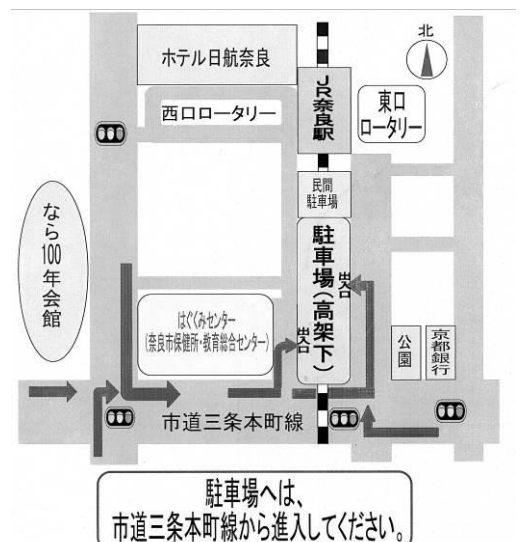 ホテル日航奈良
北
JR奈良駅
東口
ロータリー
西口ロータリー
民間
駐車場
なら100年会館
駐車場(高架下)
出入口
出入口
はぐくみセンター
(奈良市保健所・教育総合センター)
公園
京都銀行
市道三条本町線
駐車場へは、
市道三条本町線から進入してください。